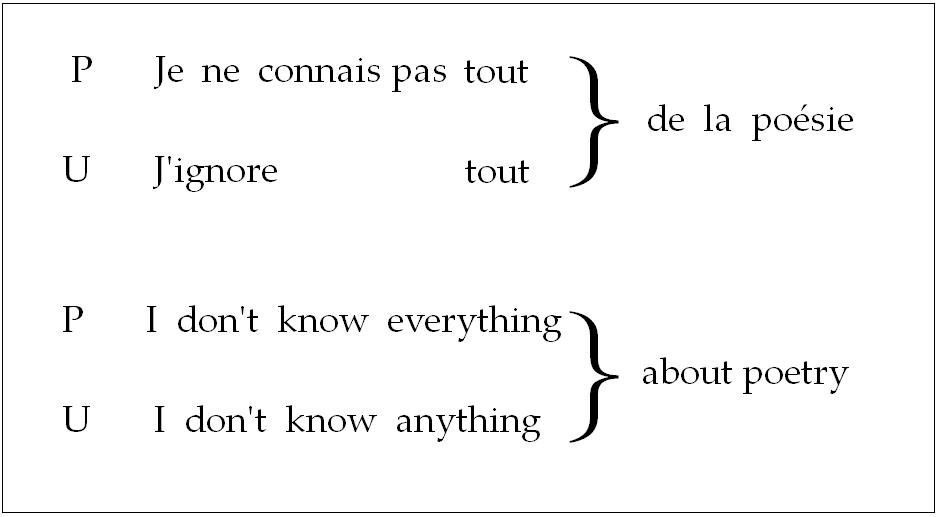 P Je ne connais pas tout
de la poésie
U J'ignore tout
P I don't know everything
about poetry
U I don't know anything